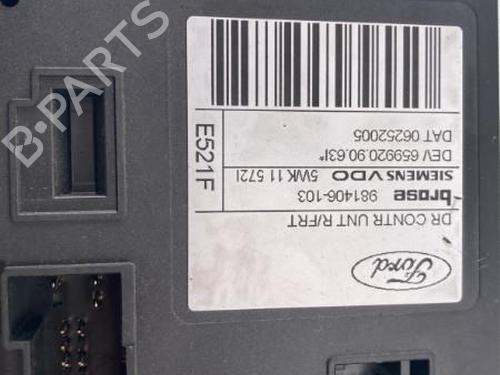 Ford
DR CONTR UNT R/FRT
brose 981406-103
SIEMENS VDO 5WK 11 572I
DEV 659920.90.63I*
DAT 06252005
E521F
B-PARTS